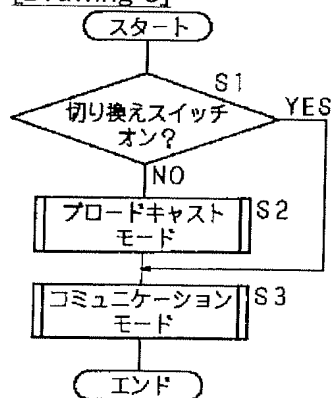 スタート
S1
切り換えスイッチ
オン?
YES
NO
ブロードキャスト
モード
S2
コミュニケーション
モード
S3
エンド